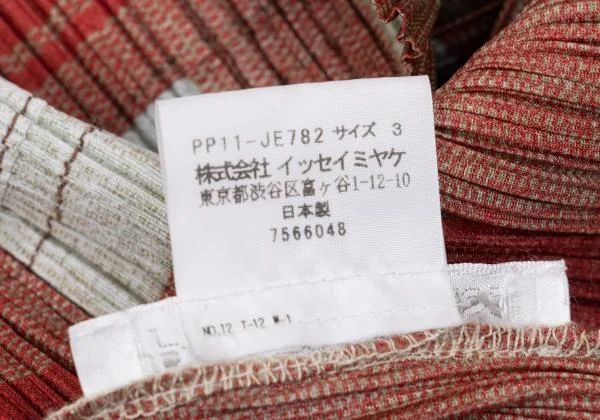 PP11-JE782 サイズ 3
株式会社 イッセイミヤケ
東京都渋谷区富ヶ谷1-12-10
日本製
7566048
NO.12 T-12 M-1